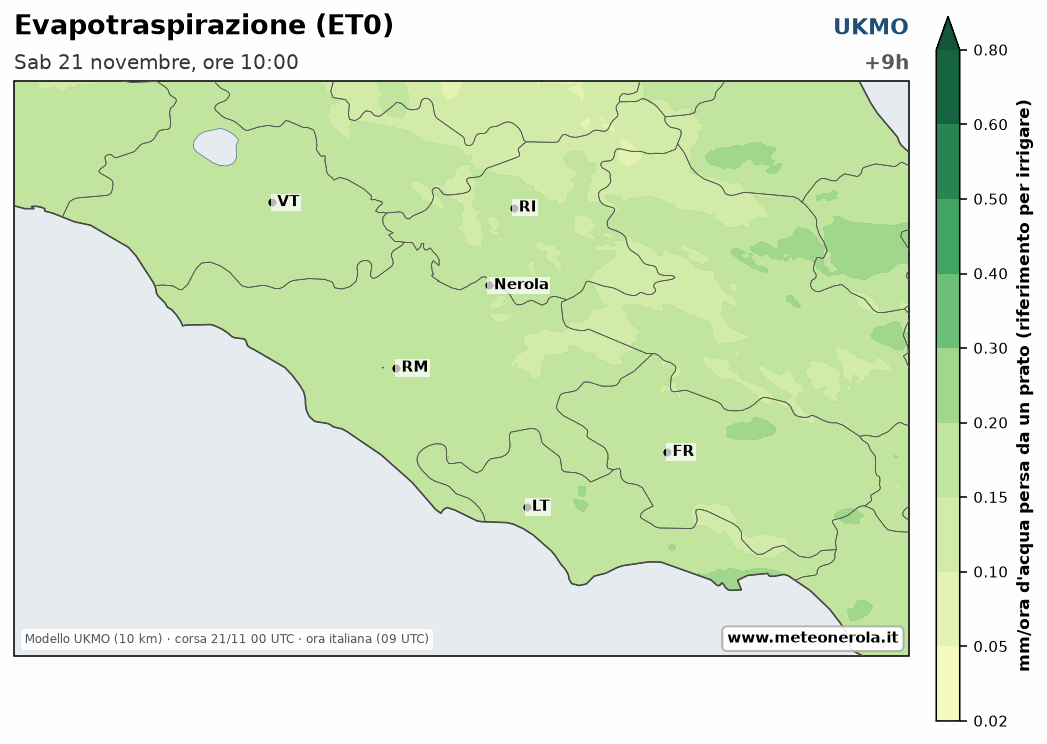 Evapotraspirazione (ET0)
UKMO
Sab 21 novembre, ore 10:00
+9h
VT
RI
Nerola
RM
FR
LT
Modello UKMO (10 km) · corsa 21/11 00 UTC · ora italiana (09 UTC)
www.meteonerola.it
0.80
0.60
0.50
0.40
0.30
0.20
0.15
0.10
0.05
0.02
mm/ora d'acqua persa da un prato (riferimento per irrigare)